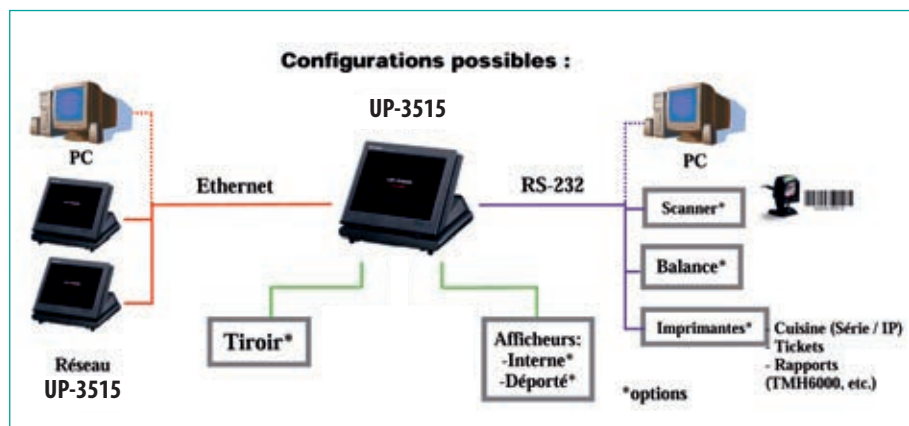 Configurations possibles :
UP-3515
PC
Ethernet
RS-232
PC
Scanner*
Balance*
Tiroir*
Afficheurs:
-Interne*
-Déporté*
Imprimantes*
- Cuisine (Série / IP)
- Tickets
- Rapports
(TMH6000, etc.)
Réseau
UP-3515
*options